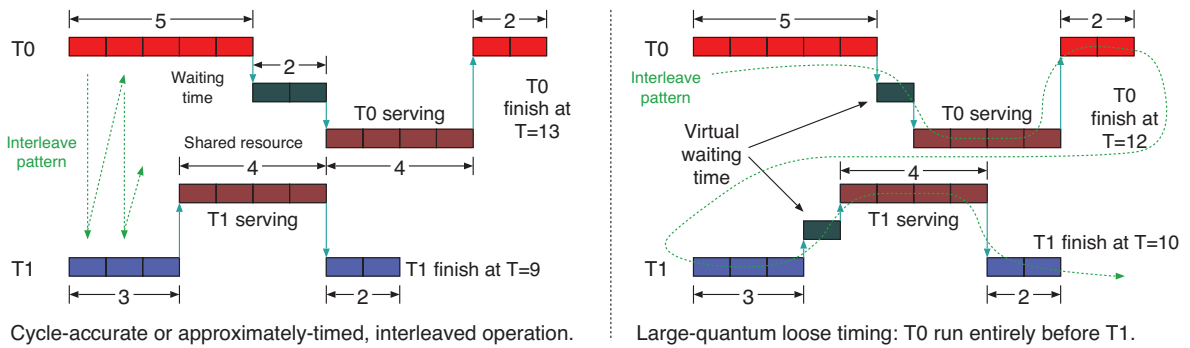 5
2
T0
2
Waiting
time
T0
finish at
T=13
T0 serving
Interleave
pattern
Shared resource
4
4
T1 serving
T1
T1 finish at T=9
3
2
Cycle-accurate or approximately-timed, interleaved operation.
5
2
T0
Interleave
pattern
T0 serving
T0
finish at
T=12
Virtual
waiting
time
4
T1 serving
T1 finish at T=10
T1
3
2
Large-quantum loose timing: T0 run entirely before T1.